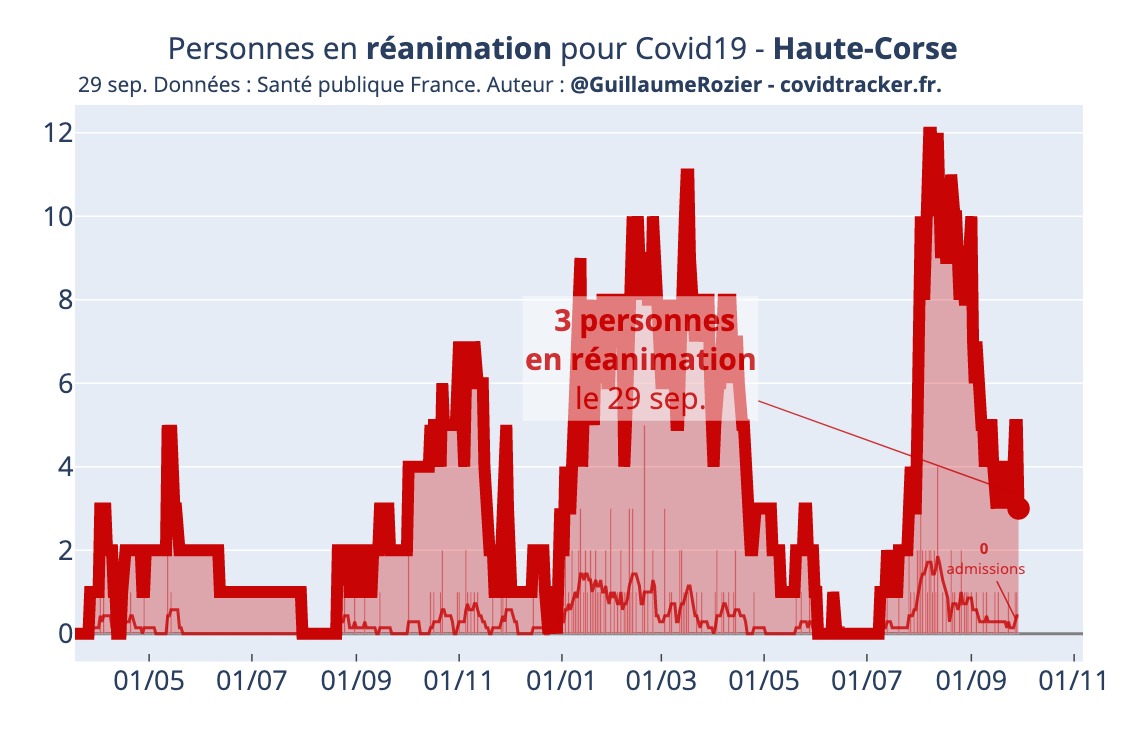 Personnes en réanimation pour Covid19 - Haute-Corse
29 sep. Données : Santé publique France. Auteur : @GuillaumeRozier - covidtracker.fr.
12
10
8
6
4
2
0
3 personnes
en réanimation
le 29 sep.
0
admissions
01/05 01/07 01/09 01/11 01/01 01/03 01/05 01/07 01/09 01/11